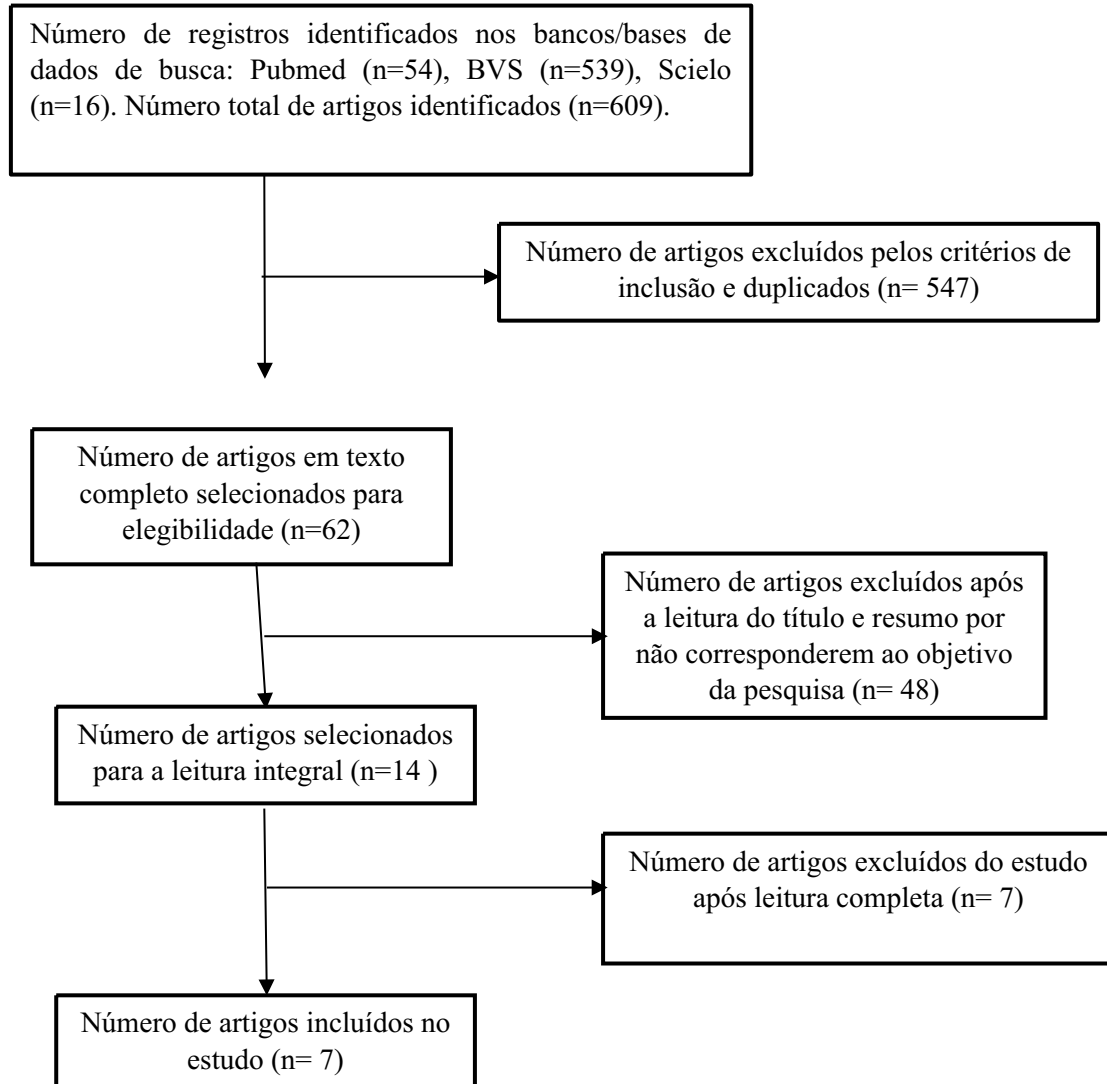 Número de registros identificados nos bancos/bases de
dados de busca: Pubmed (n=54), BVS (n=539), Scielo
(n=16). Número total de artigos identificados (n=609).
Número de artigos excluídos pelos critérios de
inclusão e duplicados (n= 547)
Número de artigos em texto
completo selecionados para
elegibilidade (n=62)
Número de artigos excluídos após
a leitura do título e resumo por
não corresponderem ao objetivo
da pesquisa (n= 48)
Número de artigos selecionados
para a leitura integral (n=14 )
Número de artigos excluídos do estudo
após leitura completa (n= 7)
Número de artigos incluídos no
estudo (n= 7)